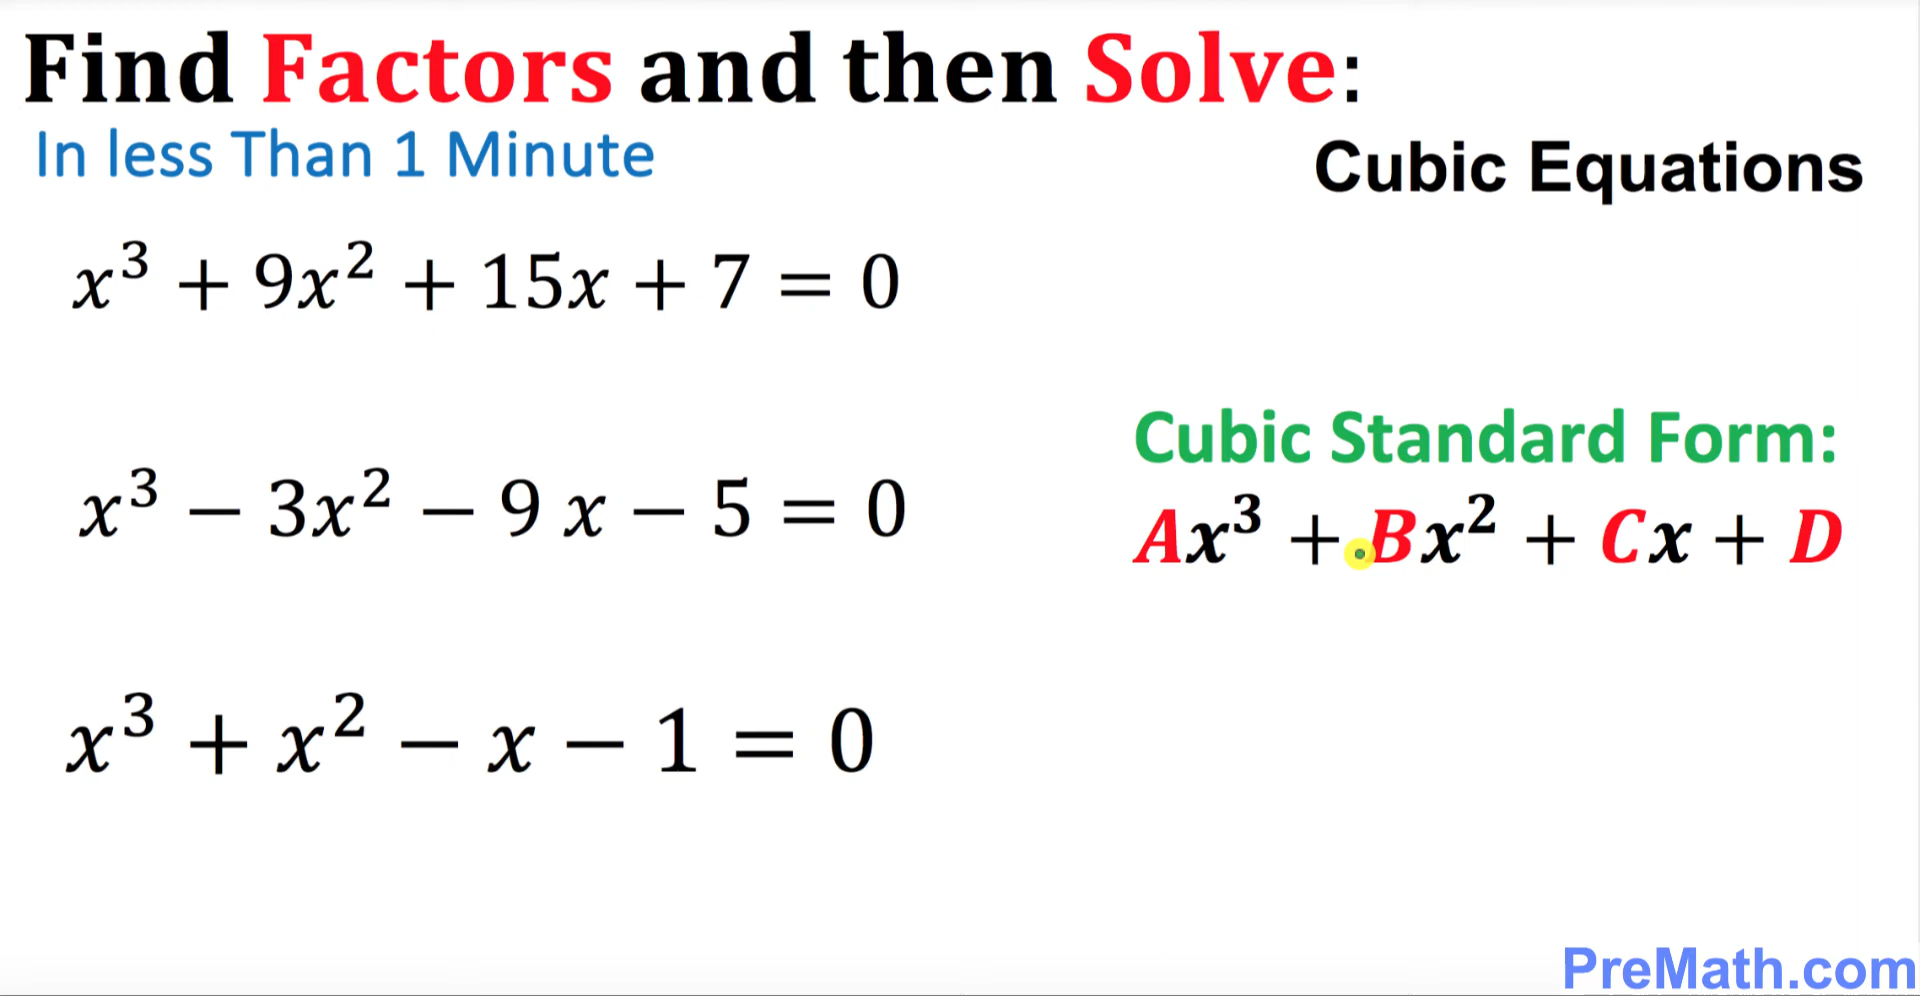 Find Factors and then Solve:
In less Than 1 Minute
Cubic Equations
x³ + 9x² + 15x + 7 = 0
x³ − 3x² − 9 x − 5 = 0
Cubic Standard Form:
Ax³ + Bx² + Cx + D
x³ + x² − x − 1 = 0
PreMath.com